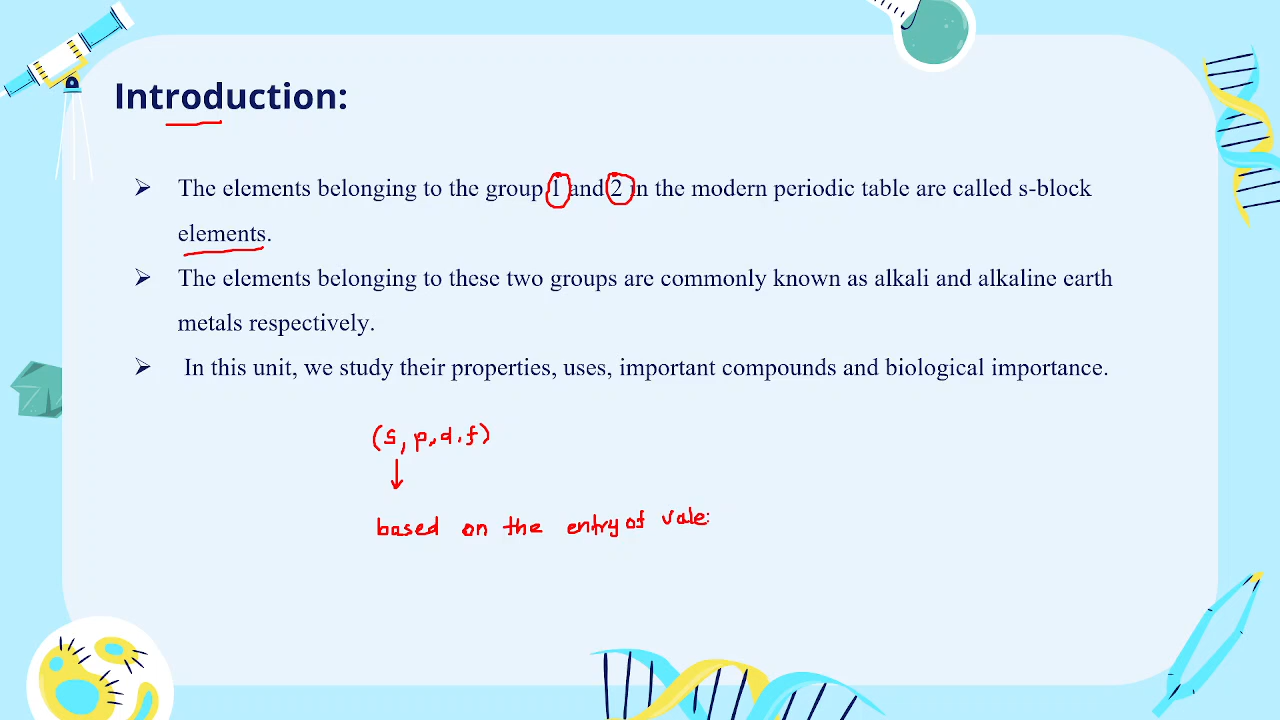 Introduction:
➢ The elements belonging to the group 1 and 2 in the modern periodic table are called s-block
elements.
➢ The elements belonging to these two groups are commonly known as alkali and alkaline earth
metals respectively.
➢ In this unit, we study their properties, uses, important compounds and biological importance.
(s, p, d, f)
↓
based on the entry of vale